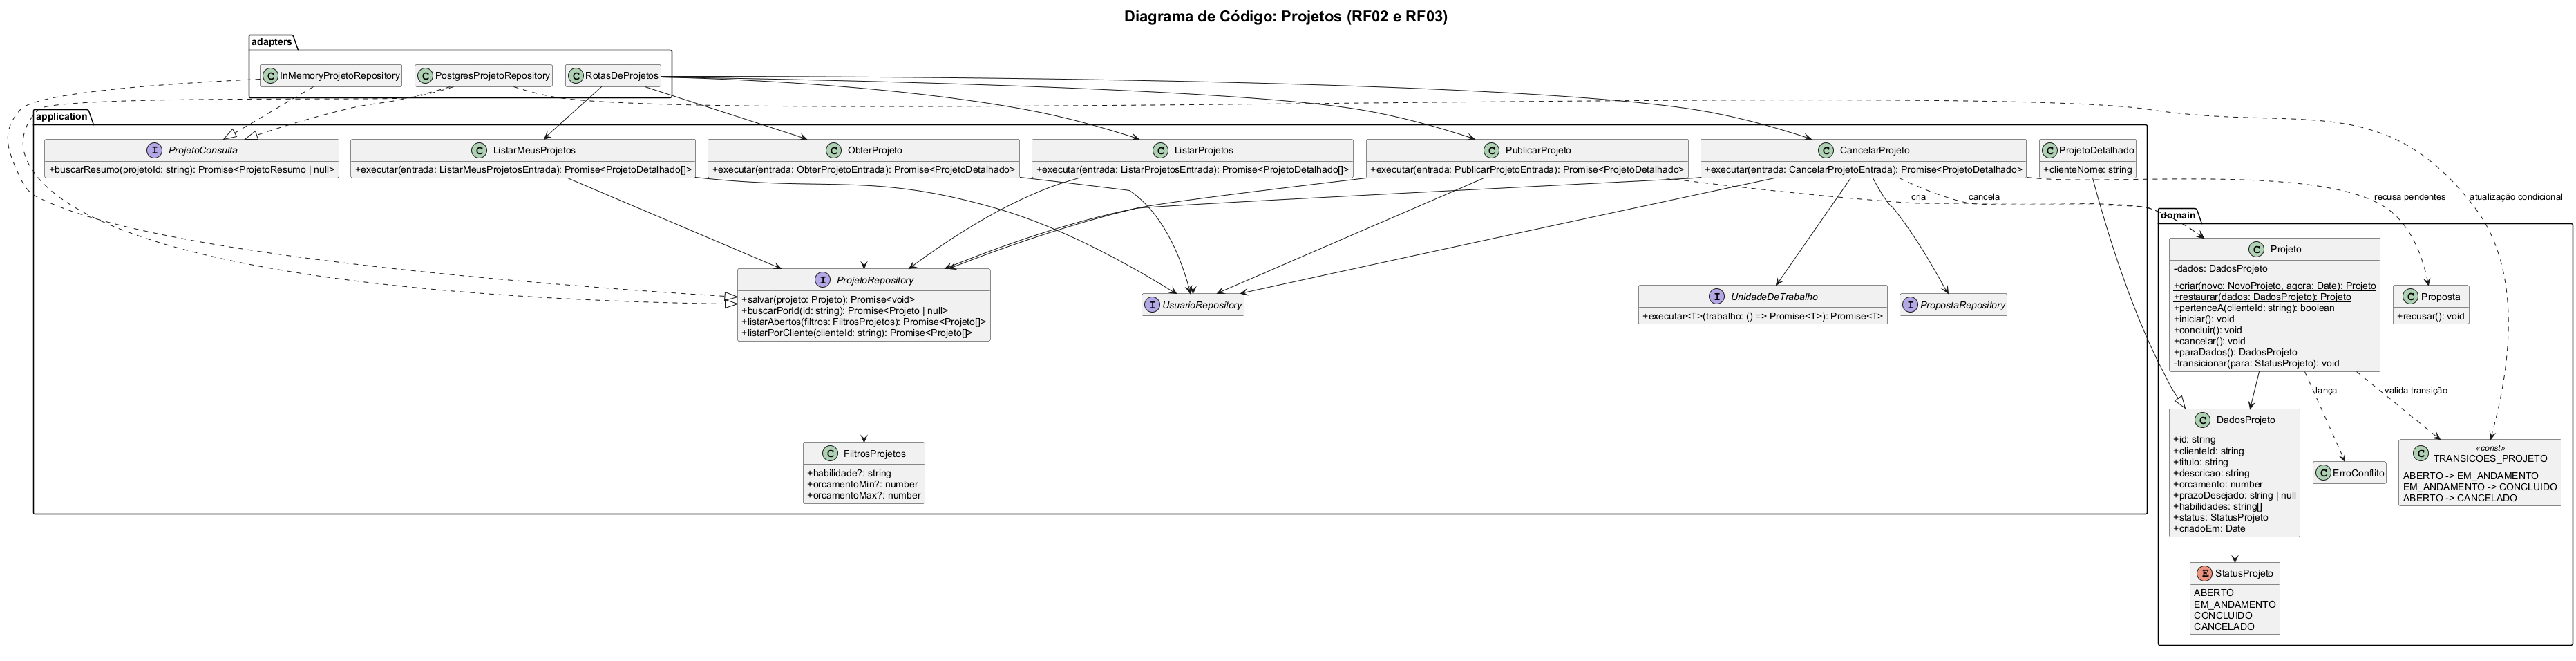 Diagrama de Código: Projetos (RF02 e RF03)
adapters
C InMemoryProjetoRepository
C PostgresProjetoRepository
C RotasDeProjetos
application
I ProjetoConsulta
+buscarResumo(projetoId: string): Promise<ProjetoResumo | null>
C ListarMeusProjetos
+executar(entrada: ListarMeusProjetosEntrada): Promise<ProjetoDetalhado[]>
C ObterProjeto
+executar(entrada: ObterProjetoEntrada): Promise<ProjetoDetalhado>
C ListarProjetos
+executar(entrada: ListarProjetosEntrada): Promise<ProjetoDetalhado[]>
C PublicarProjeto
+executar(entrada: PublicarProjetoEntrada): Promise<ProjetoDetalhado>
C CancelarProjeto
+executar(entrada: CancelarProjetoEntrada): Promise<ProjetoDetalhado>
C ProjetoDetalhado
+clienteNome: string
cria
cancela
recusa pendentes
atualização condicional
I ProjetoRepository
+salvar(projeto: Projeto): Promise<void>
+buscarPorId(id: string): Promise<Projeto | null>
+listarAbertos(filtros: FiltrosProjetos): Promise<Projeto[]>
+listarPorCliente(clienteId: string): Promise<Projeto[]>
I UsuarioRepository
I UnidadeDeTrabalho
+executar<T>(trabalho: () => Promise<T>): Promise<T>
I PropostaRepository
C FiltrosProjetos
+habilidade?: string
+orcamentoMin?: number
+orcamentoMax?: number
domain
C Projeto
-dados: DadosProjeto
+criar(novo: NovoProjeto, agora: Date): Projeto
+restaurar(dados: DadosProjeto): Projeto
+pertenceA(clienteId: string): boolean
+iniciar(): void
+concluir(): void
+cancelar(): void
+paraDados(): DadosProjeto
-transicionar(para: StatusProjeto): void
C Proposta
+recusar(): void
lança
valida transição
C DadosProjeto
+id: string
+clienteId: string
+titulo: string
+descricao: string
+orcamento: number
+prazoDesejado: string | null
+habilidades: string[]
+status: StatusProjeto
+criadoEm: Date
C ErroConflito
C «const»
TRANSICOES_PROJETO
ABERTO -> EM_ANDAMENTO
EM_ANDAMENTO -> CONCLUIDO
ABERTO -> CANCELADO
E StatusProjeto
ABERTO
EM_ANDAMENTO
CONCLUIDO
CANCELADO